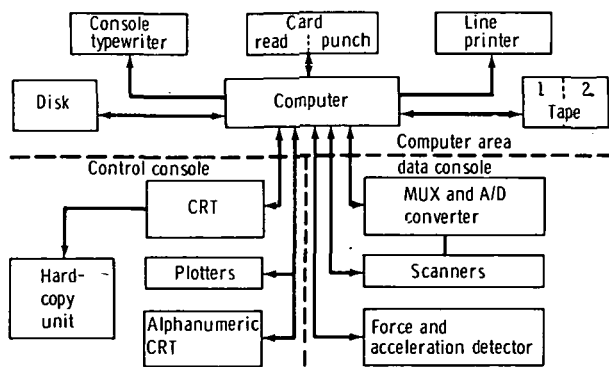 Console
typewriter
Card
read punch
Line
printer
Disk
Computer
1 2
Tape
Computer area
Control console
data console
CRT
MUX and A/D
converter
Hard-
copy
unit
Plotters
Scanners
Alphanumeric
CRT
Force and
acceleration detector